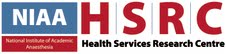 NIAA
National Institute of Academic
Anaesthesia
HSRC
Health Services Research Centre